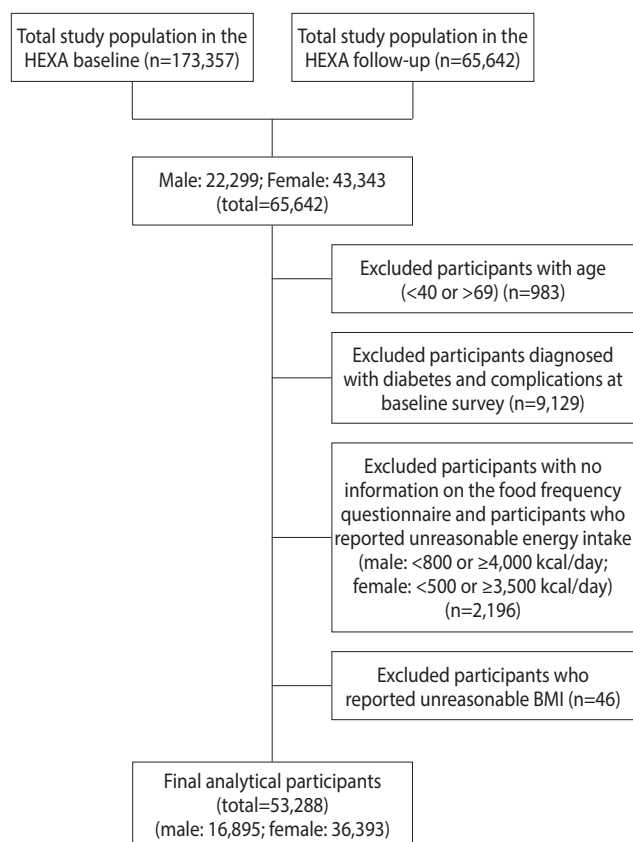 Total study population in the
HEXA baseline (n=173,357)
Total study population in the
HEXA follow-up (n=65,642)
Male: 22,299; Female: 43,343
(total=65,642)
Excluded participants with age
(<40 or >69) (n=983)
Excluded participants diagnosed
with diabetes and complications at
baseline survey (n=9,129)
Excluded participants with no
information on the food frequency
questionnaire and participants who
reported unreasonable energy intake
(male: <800 or ≥4,000 kcal/day;
female: <500 or ≥3,500 kcal/day)
(n=2,196)
Excluded participants who
reported unreasonable BMI (n=46)
Final analytical participants
(total=53,288)
(male: 16,895; female: 36,393)